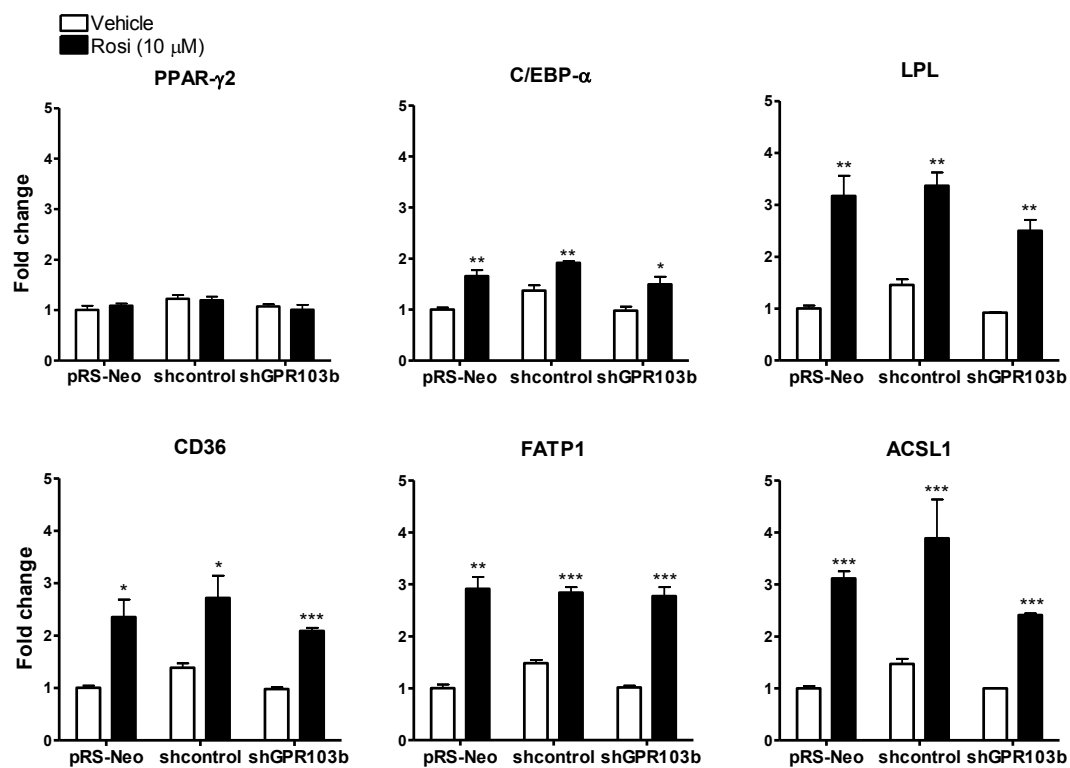 Vehicle
Rosi (10 μM)
PPAR-γ2
Fold change
5
4
3
2
1
0
pRS-Neo shcontrol shGPR103b
C/EBP-α
5
4
3
2
1
0
** ** *
pRS-Neo shcontrol shGPR103b
LPL
5
4
3
2
1
0
** ** **
pRS-Neo shcontrol shGPR103b
CD36
Fold change
5
4
3
2
1
0
* * ***
pRS-Neo shcontrol shGPR103b
FATP1
5
4
3
2
1
0
** *** ***
pRS-Neo shcontrol shGPR103b
ACSL1
5
4
3
2
1
0
*** *** ***
pRS-Neo shcontrol shGPR103b